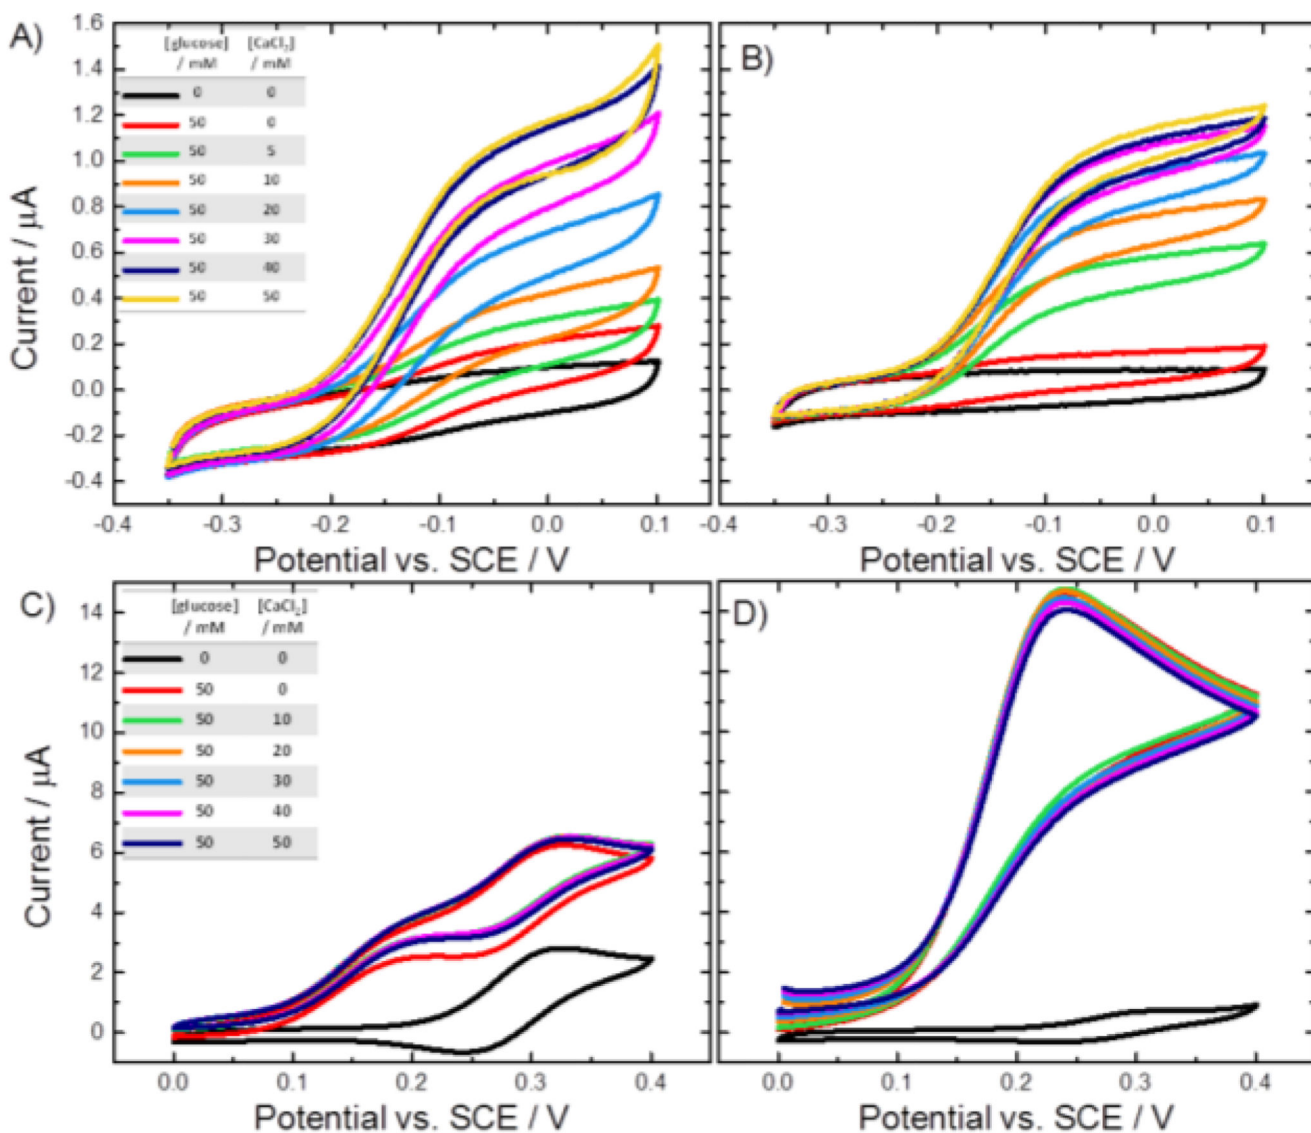 A)
[glucose] [CaCl₂]
/ mM / mM
0 0
50 0
50 5
50 10
50 20
50 30
50 40
50 50
1.6
1.4
1.2
1.0
0.8
0.6
0.4
0.2
0.0
-0.2
-0.4
Current / μA
-0.4 -0.3 -0.2 -0.1 0.0 0.1
Potential vs. SCE / V
B)
-0.4 -0.3 -0.2 -0.1 0.0 0.1
Potential vs. SCE / V
C)
[glucose] [CaCl₂]
/ mM / mM
0 0
50 0
50 10
50 20
50 30
50 40
50 50
14
12
10
8
6
4
2
0
Current / μA
0.0 0.1 0.2 0.3 0.4
Potential vs. SCE / V
D)
0.0 0.1 0.2 0.3 0.4
Potential vs. SCE / V